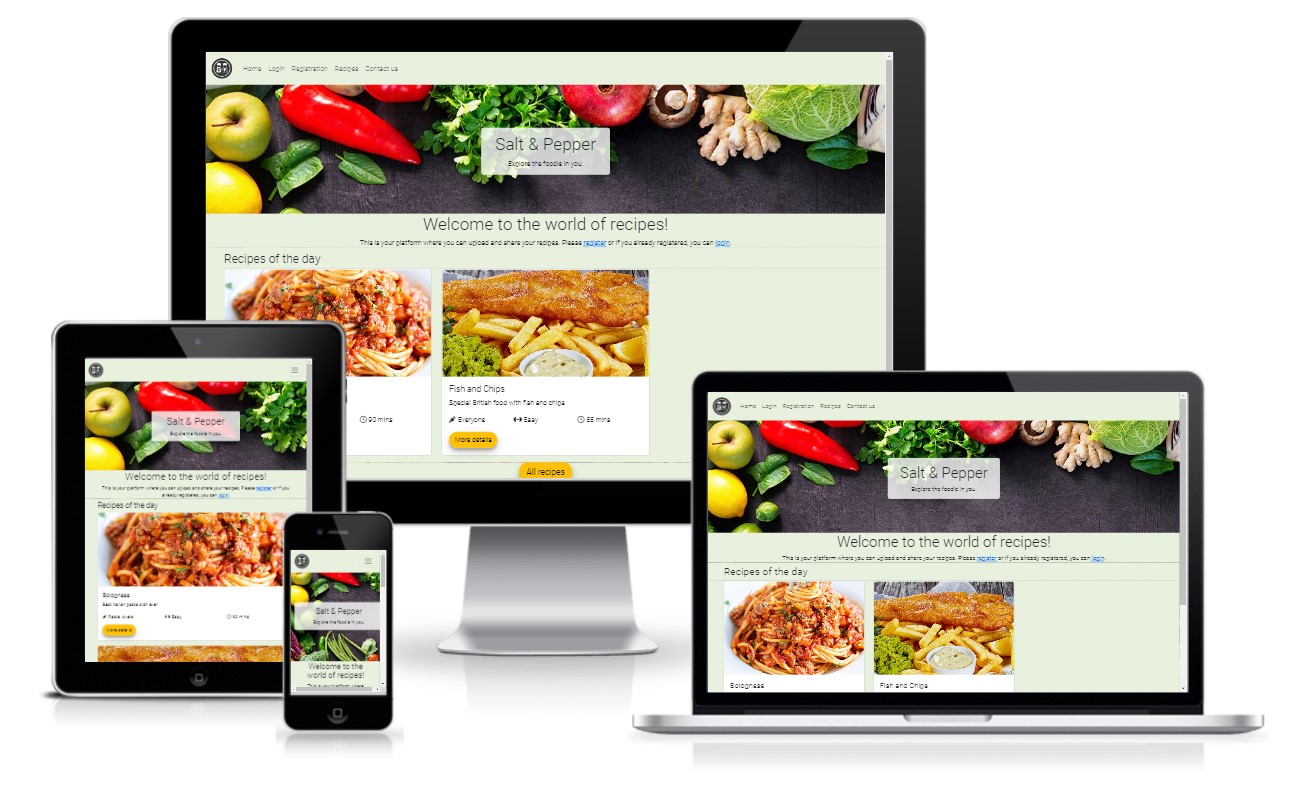 Home Login Registration Recipes Contact us
Salt & Pepper
Explore the foodie in you.
Welcome to the world of recipes!
This is your platform where you can upload and share your recipes. Please register or if you already registered, you can login.
Recipes of the day
90 mins
Fish and Chips
Special British food with fish and chips
Everyone Easy 55 mins
More details
All recipes
Salt & Pepper
Explore the foodie in you.
Welcome to the world of recipes!
This is your platform where you can upload and share your recipes. Please register or if you
already registered, you can login.
Recipes of the day
Bolognese
Best Italian pasta dish ever
Pasta lovers Easy 90 mins
More details
Salt & Pepper
Explore the foodie in you.
Welcome to the
world of recipes!
This is your platform where
Home Login Registration Recipes Contact us
Salt & Pepper
Explore the foodie in you.
Welcome to the world of recipes!
This is your platform where you can upload and share your recipes. Please register or if you already registered, you can login.
Recipes of the day
Bolognese
Fish and Chips